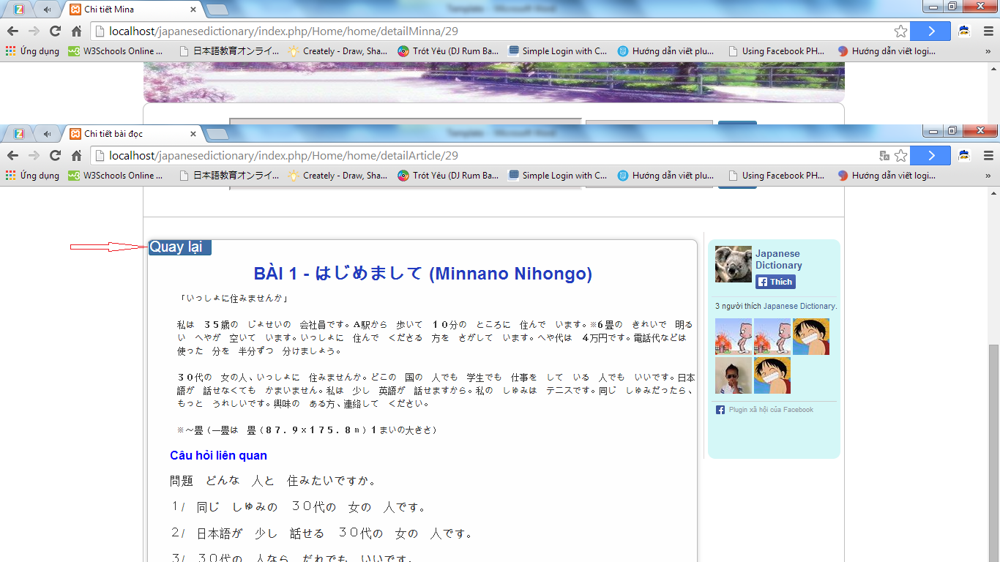 Chi tiết Mina
localhost/japanesedictionary/index.php/Home/home/detailMinna/29
Ứng dụng
W3Schools Online ...
日本語教育オンライ...
Creately - Draw, Sha...
Trót Yêu (DJ Rum Ba...
Simple Login with C...
Hướng dẫn viết plu...
Using Facebook PH...
Hướng dẫn viết logi...
»
Chi tiết bài đọc
localhost/japanesedictionary/index.php/Home/home/detailArticle/29
Ứng dụng
W3Schools Online ...
日本語教育オンライ...
Creately - Draw, Sha...
Trót Yêu (DJ Rum Ba...
Simple Login with C...
Hướng dẫn viết plu...
Using Facebook PH...
Hướng dẫn viết logi...
»
Quay lại
BÀI 1 - はじめまして (Minnano Nihongo)
「いっしょに住みませんか」
私は　３５歳の　じょせいの　会社員です。A駅から　歩いて　１０分の　ところに　住んで　います。※６畳の　きれいで　明る
い　へやが　空いて　います。いっしょに　住んで　くださる　方を　さがして　います。へや代は　４万円です。電話代などは
使った　分を　半分ずつ　分けましょう。
３０代の　女の人、いっしょに　住みませんか。どこの　国の　人でも　学生でも　仕事を　して　いる　人でも　いいです。日本
語が　話せなくても　かまいません。私は　少し　英語が　話せますから。私の　しゅみは　テニスです。同じ　しゅみだったら、
もっと　うれしいです。興味の　ある方、連絡して　ください。
※～畳（一畳は　畳（８７．９ｘ１７５．８ｍ）１まいの大きさ）
Câu hỏi liên quan
問題　どんな　人と　住みたいですか。
１/　同じ　しゅみの　３０代の　女の　人です。
２/　日本語が　少し　話せる　３０代の　女の　人です。
３/　３０代の　人なら　だれでも　いいです。
Japanese
Dictionary
Thích
3 người thích Japanese Dictionary.
Plugin xã hội của Facebook